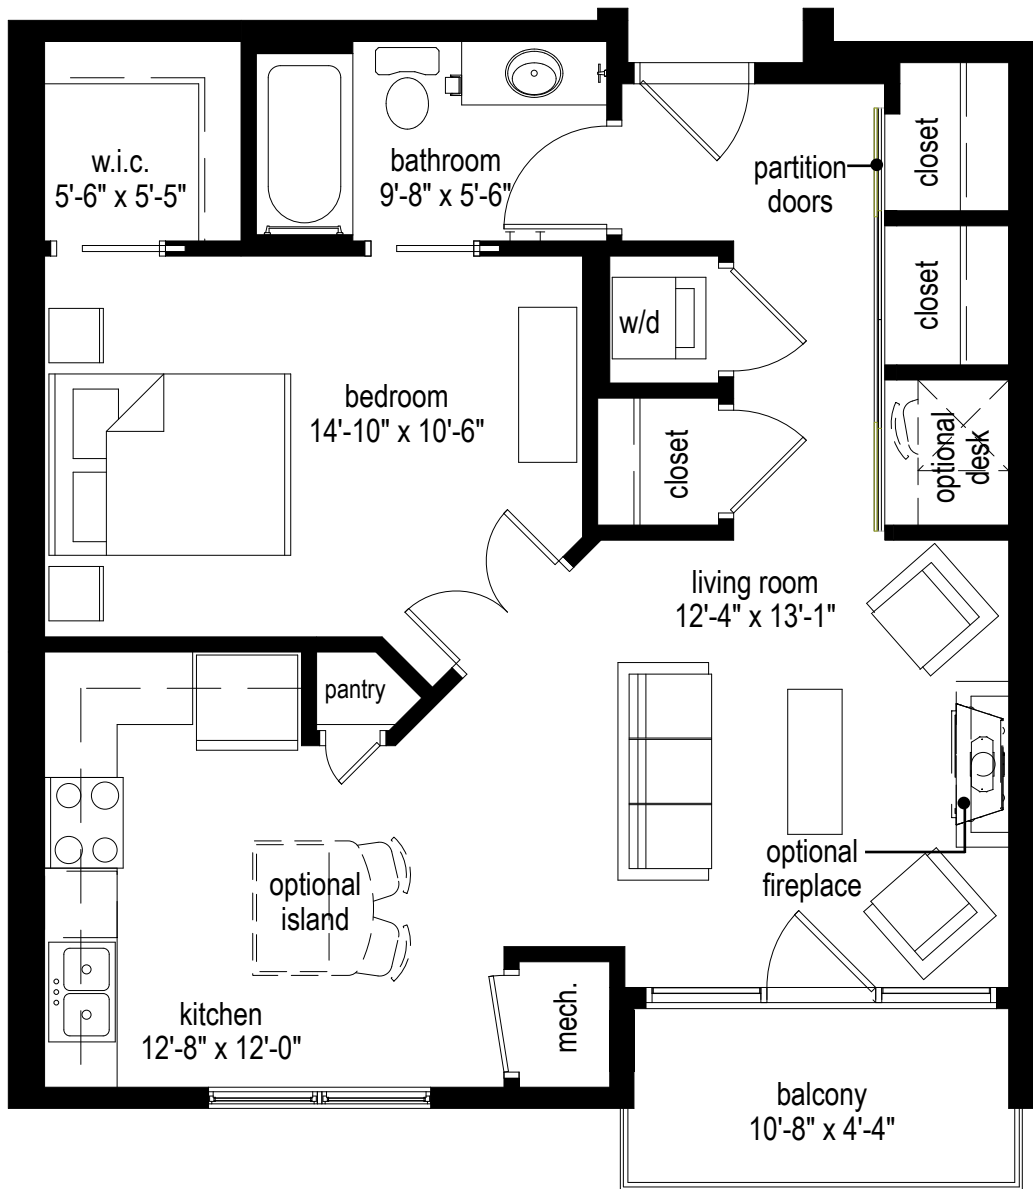 w.i.c.
5'-6" x 5'-5"
bathroom
9'-8" x 5'-6"
partition
doors
closet
closet
w/d
bedroom
14'-10" x 10'-6"
closet
optional
desk
living room
12'-4" x 13'-1"
pantry
optional
fireplace
optional
island
kitchen
12'-8" x 12'-0"
mech.
balcony
10'-8" x 4'-4"